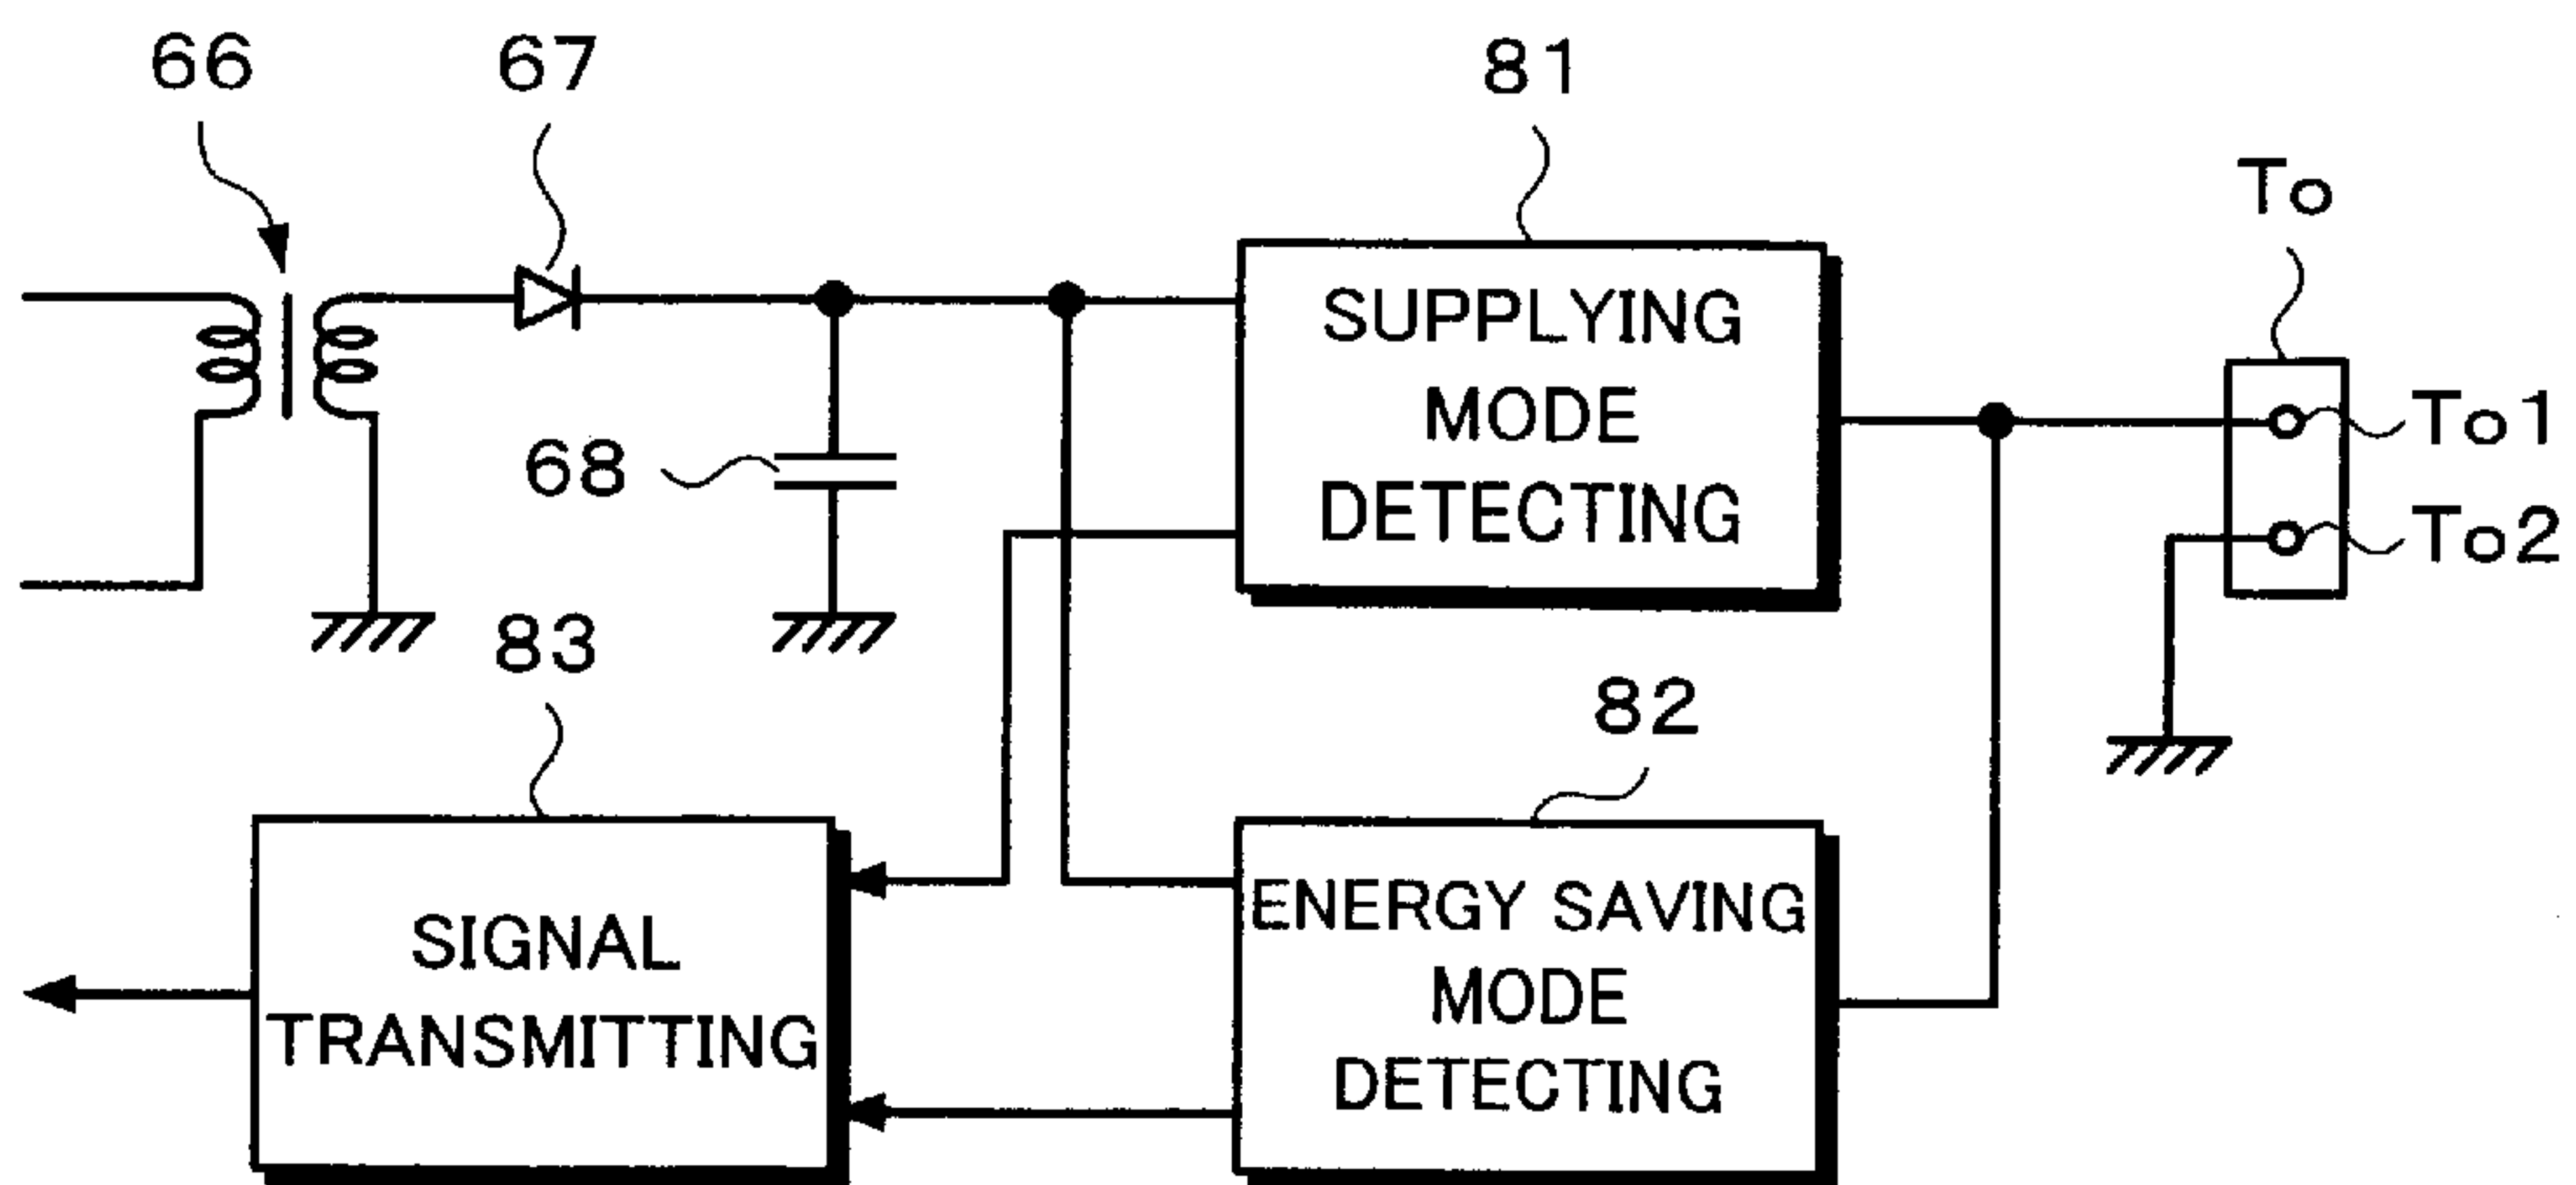 66
67
81
To
SUPPLYING
MODE
DETECTING
To1
68
To2
83
82
SIGNAL
TRANSMITTING
ENERGY SAVING
MODE
DETECTING